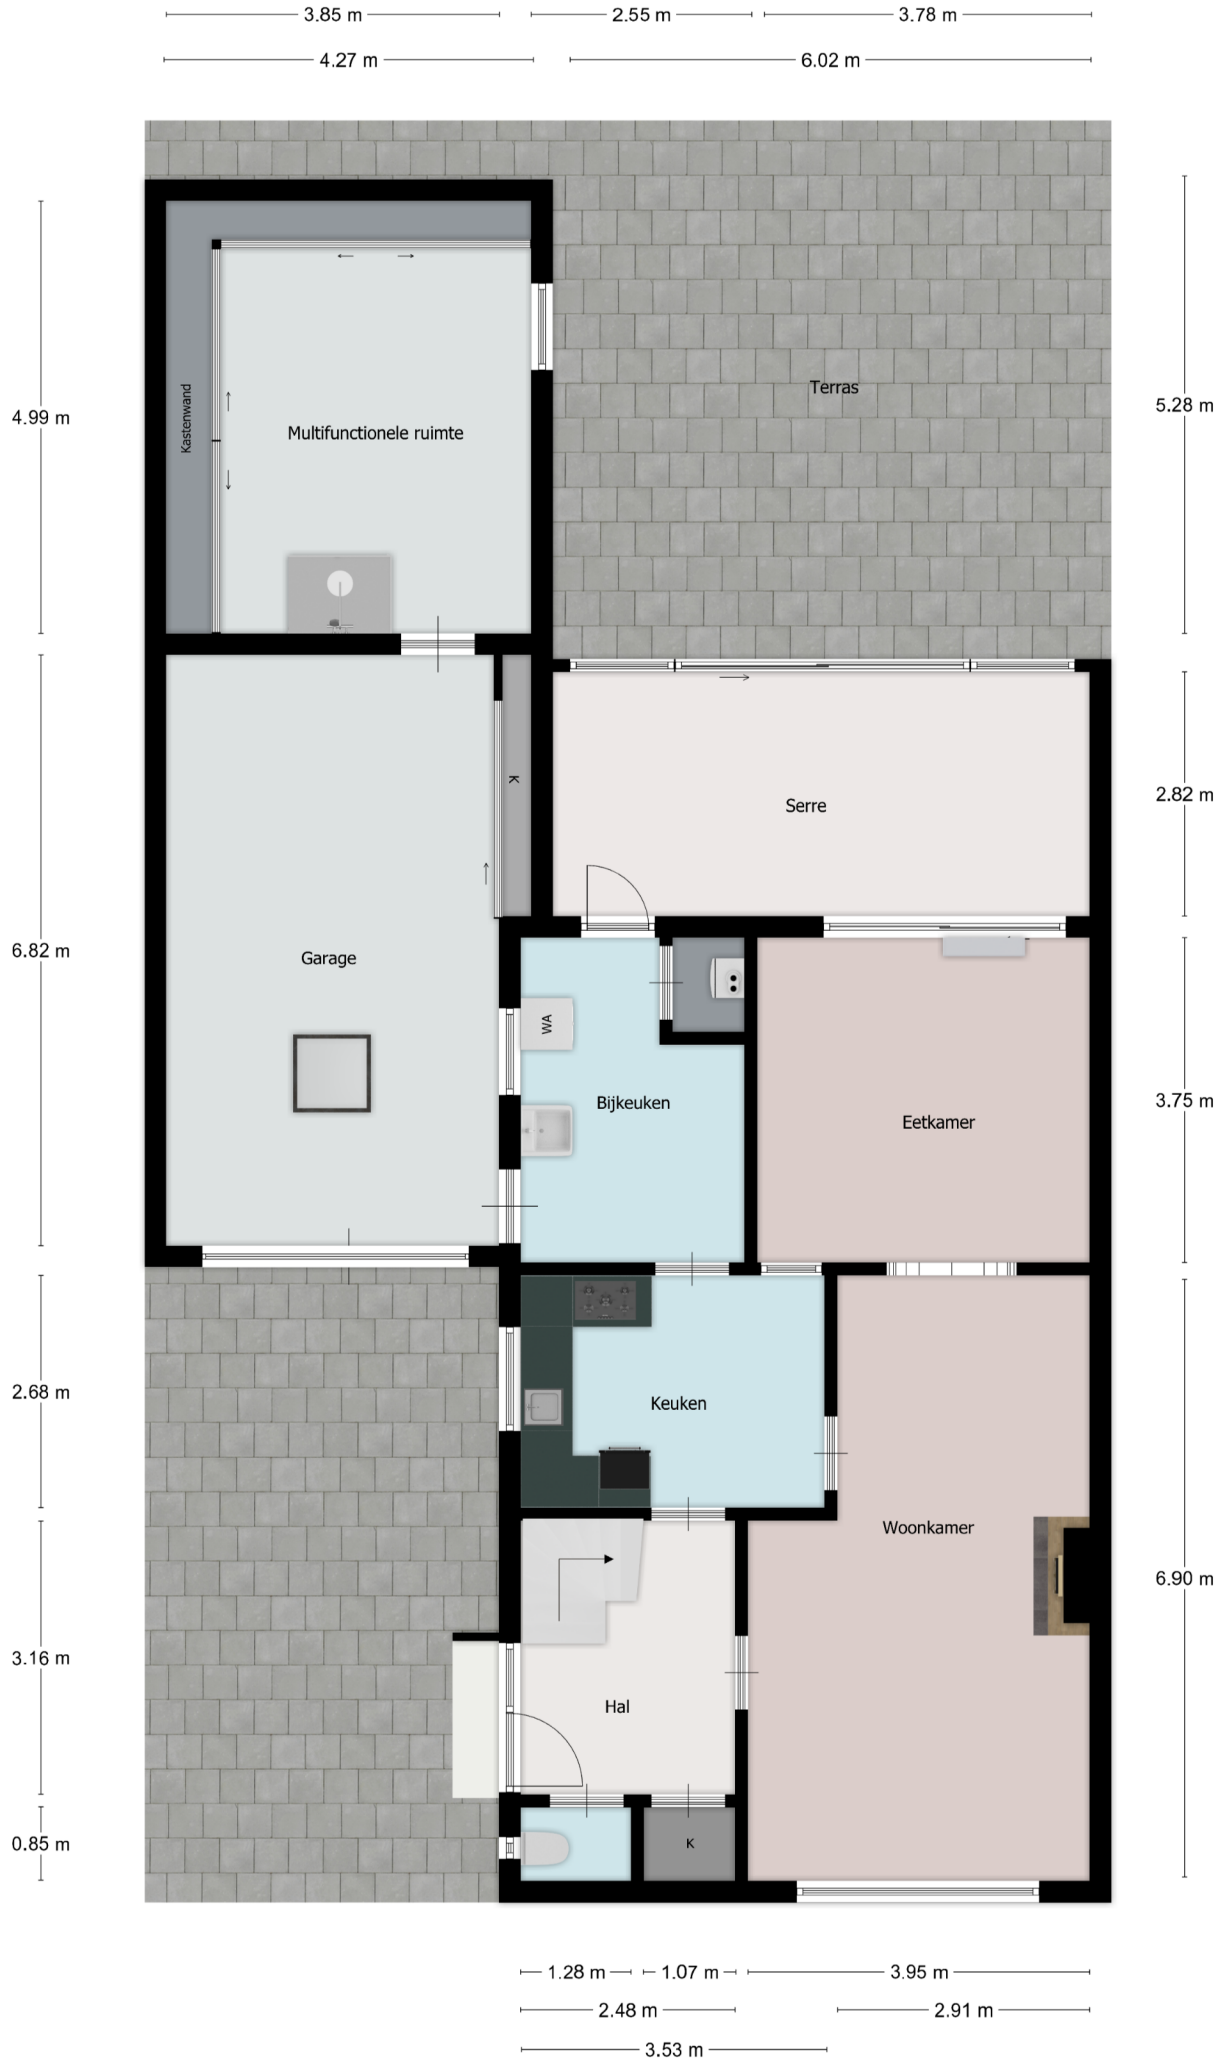 3.85 m
2.55 m
3.78 m
4.27 m
6.02 m
Terras
5.28 m
4.99 m
Kastenwand
Multifunctionele ruimte
K
2.82 m
Serre
6.82 m
Garage
WA
Bijkeuken
3.75 m
Eetkamer
2.68 m
Keuken
Woonkamer
6.90 m
3.16 m
Hal
0.85 m
K
1.28 m
1.07 m
3.95 m
2.48 m
2.91 m
3.53 m